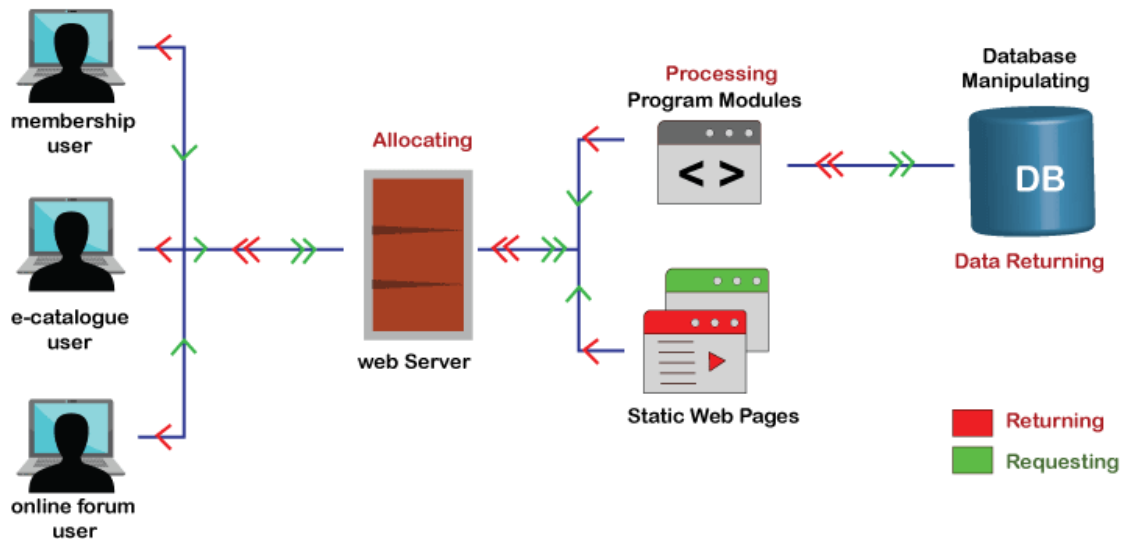 membership
user
e-catalogue
user
online forum
user
Allocating
web Server
Processing
Program Modules
< >
Static Web Pages
Database
Manipulating
DB
Data Returning
Returning
Requesting